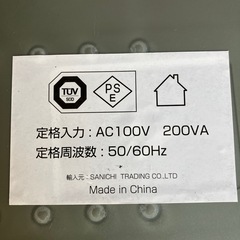 TÜV
SÜD
PS
E
定格入力 : AC100V 200VA
定格周波数 : 50/60Hz
輸入元 : SANICHI TRADING CO.,LTD
Made in China